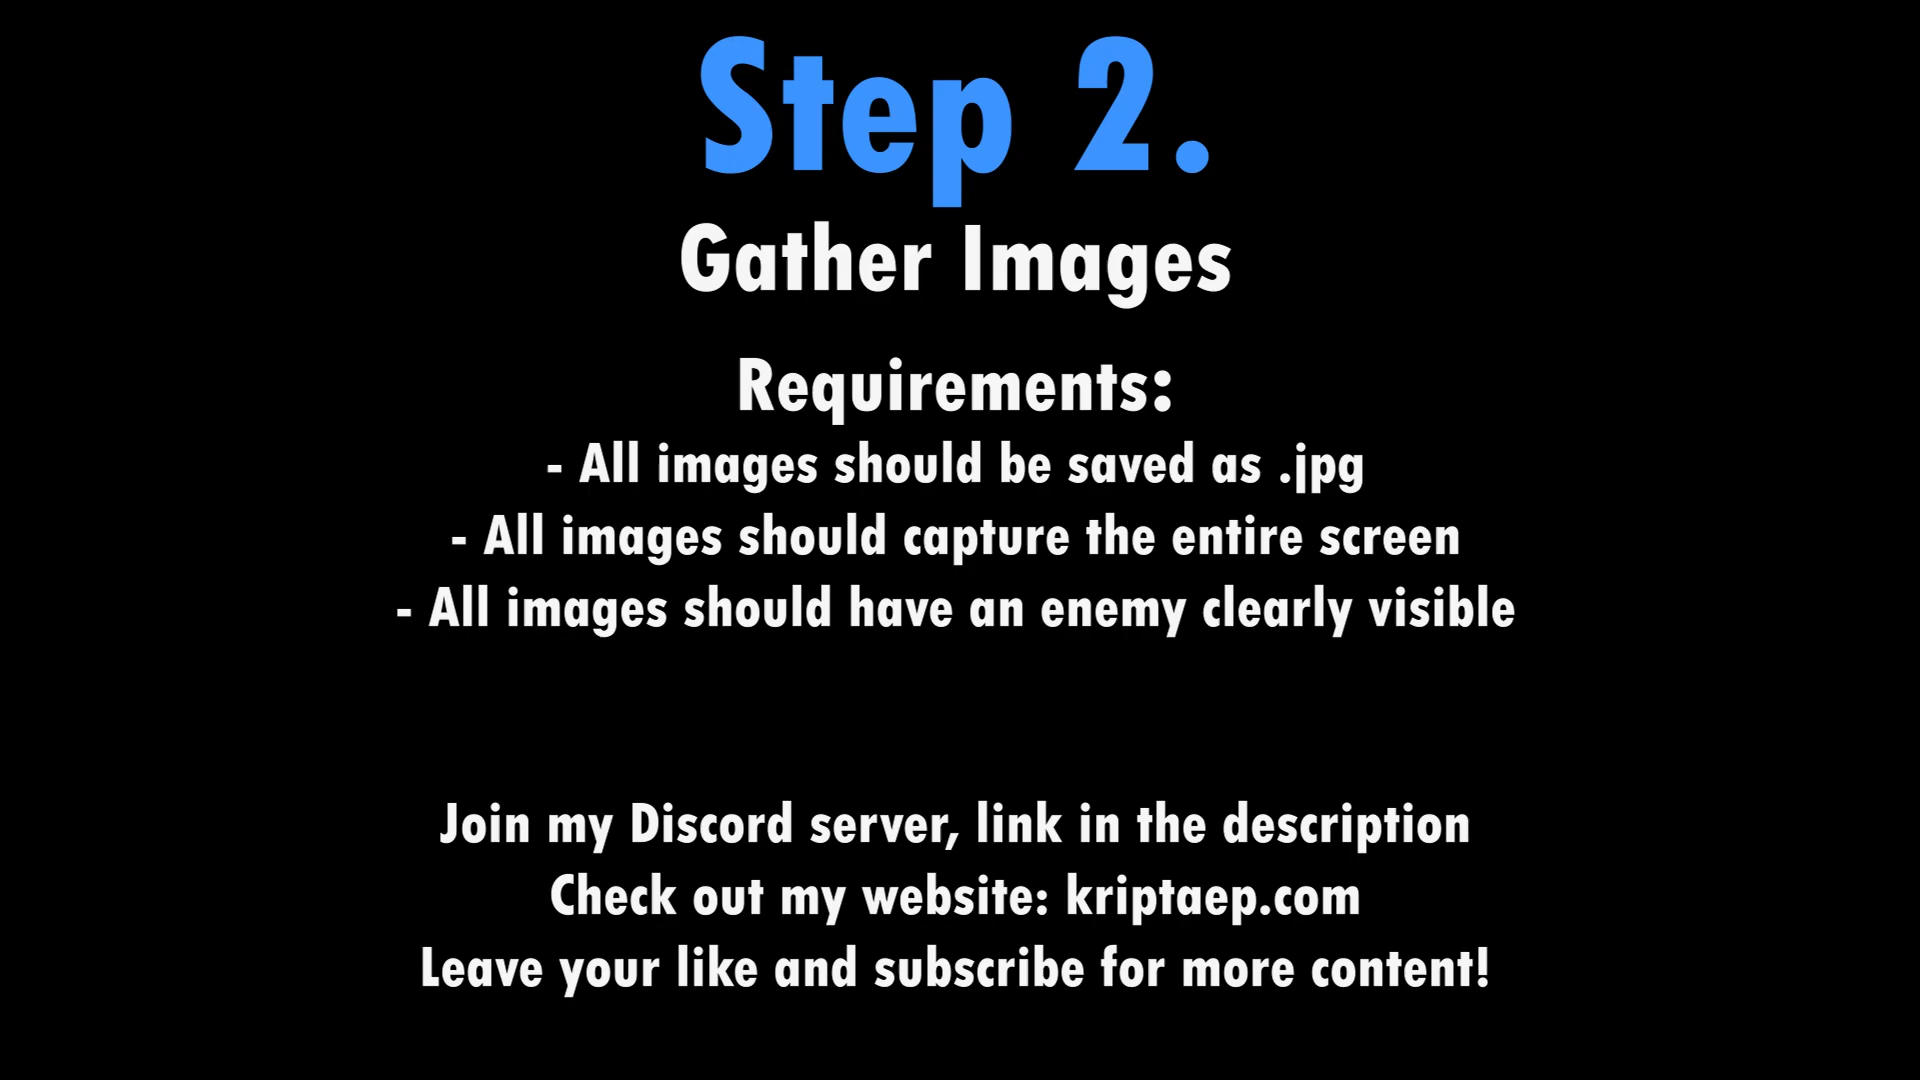 Step 2.
Gather Images
Requirements:
- All images should be saved as .jpg
- All images should capture the entire screen
- All images should have an enemy clearly visible
Join my Discord server, link in the description
Check out my website: kriptaep.com
Leave your like and subscribe for more content!